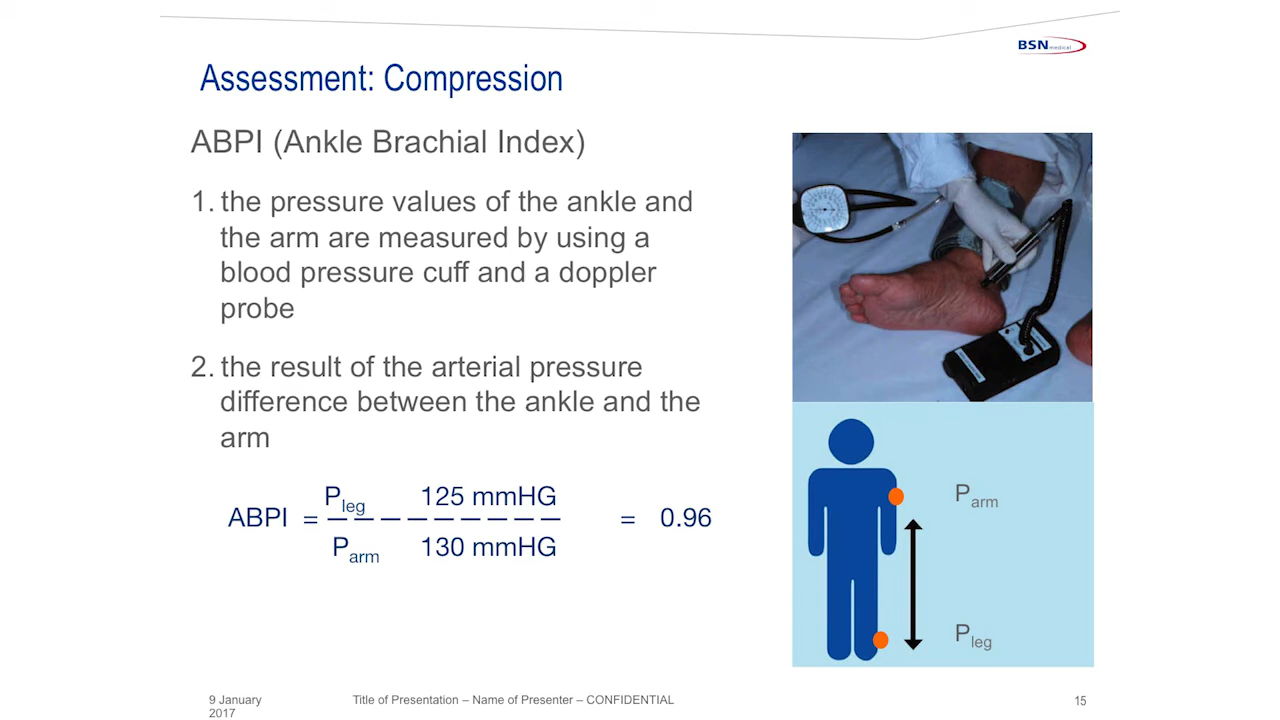 BSN medical
Assessment: Compression
ABPI (Ankle Brachial Index)
1. the pressure values of the ankle and
the arm are measured by using a
blood pressure cuff and a doppler
probe
2. the result of the arterial pressure
difference between the ankle and the
arm
Pleg 125 mmHG
ABPI = — — — — — — — — — = 0.96
Parm 130 mmHG
Parm
Pleg
9 January
2017
Title of Presentation – Name of Presenter – CONFIDENTIAL
15